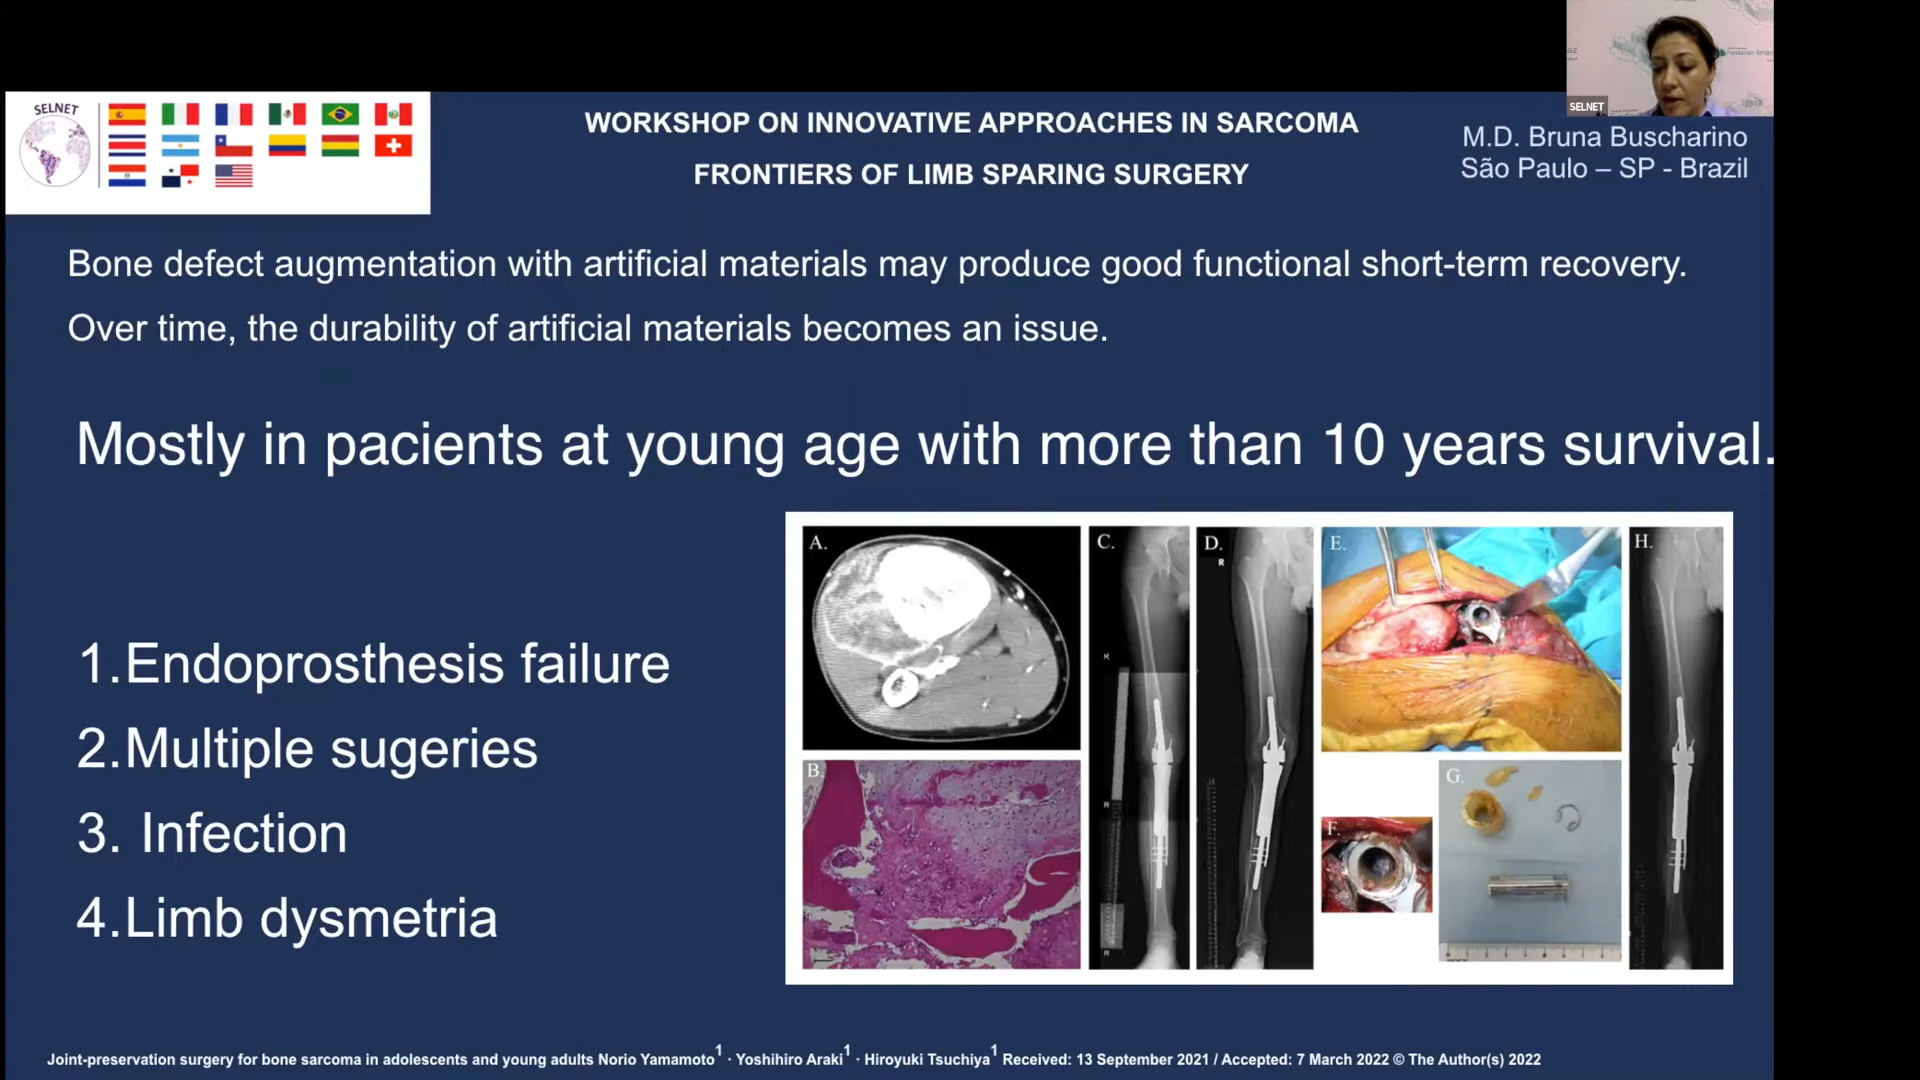 SELNET
WORKSHOP ON INNOVATIVE APPROACHES IN SARCOMA
FRONTIERS OF LIMB SPARING SURGERY
SELNET
M.D. Bruna Buscharino
São Paulo – SP - Brazil
Bone defect augmentation with artificial materials may produce good functional short-term recovery.
Over time, the durability of artificial materials becomes an issue.
Mostly in pacients at young age with more than 10 years survival.
1.Endoprosthesis failure
2.Multiple sugeries
3. Infection
4.Limb dysmetria
A.
B.
C.
R
R
R
D.
R
E.
F.
G.
H.
Joint-preservation surgery for bone sarcoma in adolescents and young adults Norio Yamamoto1 · Yoshihiro Araki1 · Hiroyuki Tsuchiya1 Received: 13 September 2021 / Accepted: 7 March 2022 © The Author(s) 2022